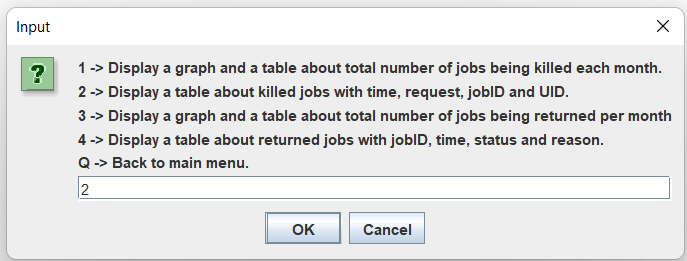 Input
?
1 -> Display a graph and a table about total number of jobs being killed each month.
2 -> Display a table about killed jobs with time, request, jobID and UID.
3 -> Display a graph and a table about total number of jobs being returned per month
4 -> Display a table about returned jobs with jobID, time, status and reason.
Q -> Back to main menu.
2
OK Cancel